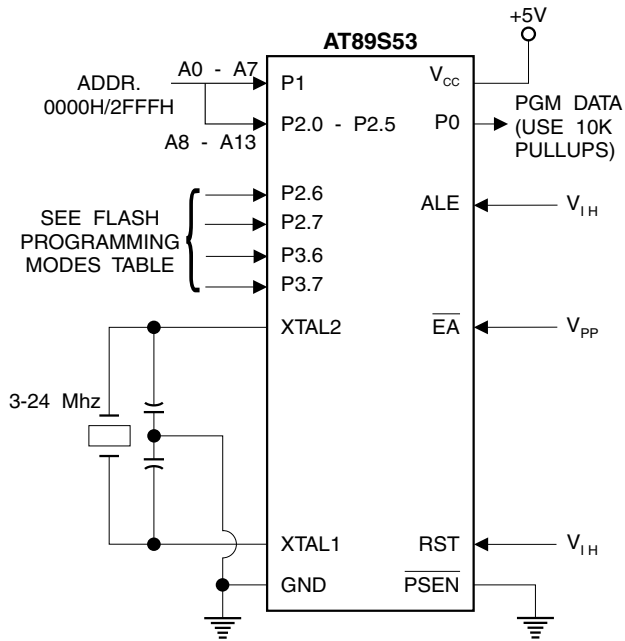 +5V
AT89S53
ADDR.
0000H/2FFFH
A0 - A7
A8 - A13
P1
P2.0 - P2.5
VCC
P0
PGM DATA
(USE 10K
PULLUPS)
SEE FLASH
PROGRAMMING
MODES TABLE
P2.6
P2.7
P3.6
P3.7
ALE
VI H
XTAL2
EA
VPP
3-24 Mhz
XTAL1
RST
VI H
GND
PSEN